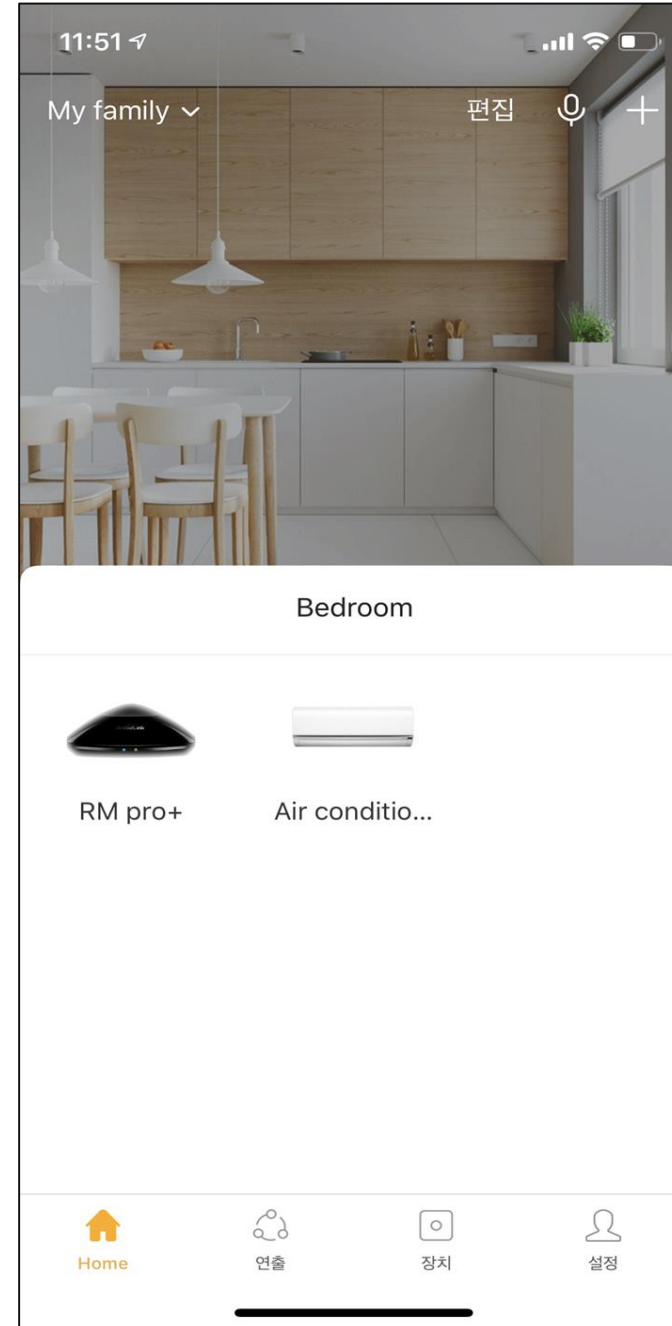 11:51
My family
편집
Bedroom
RM pro+
Air conditio...
Home
연출
장치
설정